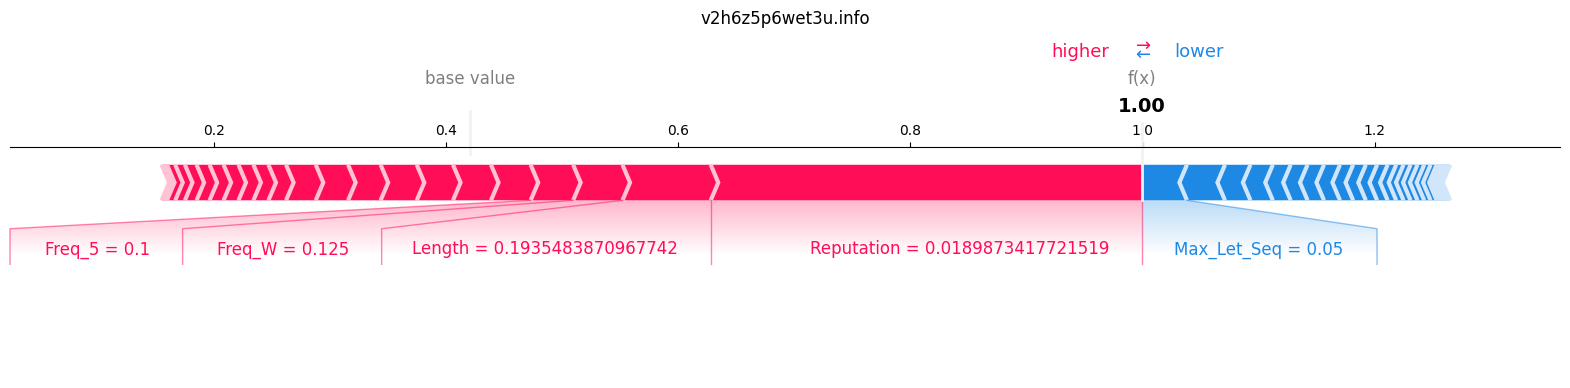 v2h6z5p6wet3u.info
higher ⇄ lower
base value f(x)
1.00
0.2 0.4 0.6 0.8 1.0 1.2
Freq_5 = 0.1 Freq_W = 0.125 Length = 0.1935483870967742 Reputation = 0.0189873417721519 Max_Let_Seq = 0.05